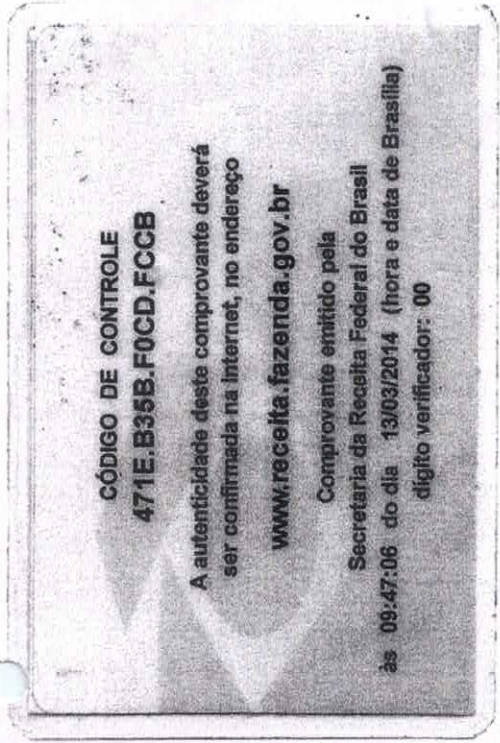 CÓDIGO DE CONTROLE
471E.B35B.F0CD.FCCB
A autenticidade deste comprovante deverá
ser confirmada na Internet, no endereço
www.receita.fazenda.gov.br
Comprovante emitido pela
Secretaria da Receita Federal do Brasil
às 09:47:06 do dia 13/03/2014 (hora e data de Brasília)
dígito verificador: 00